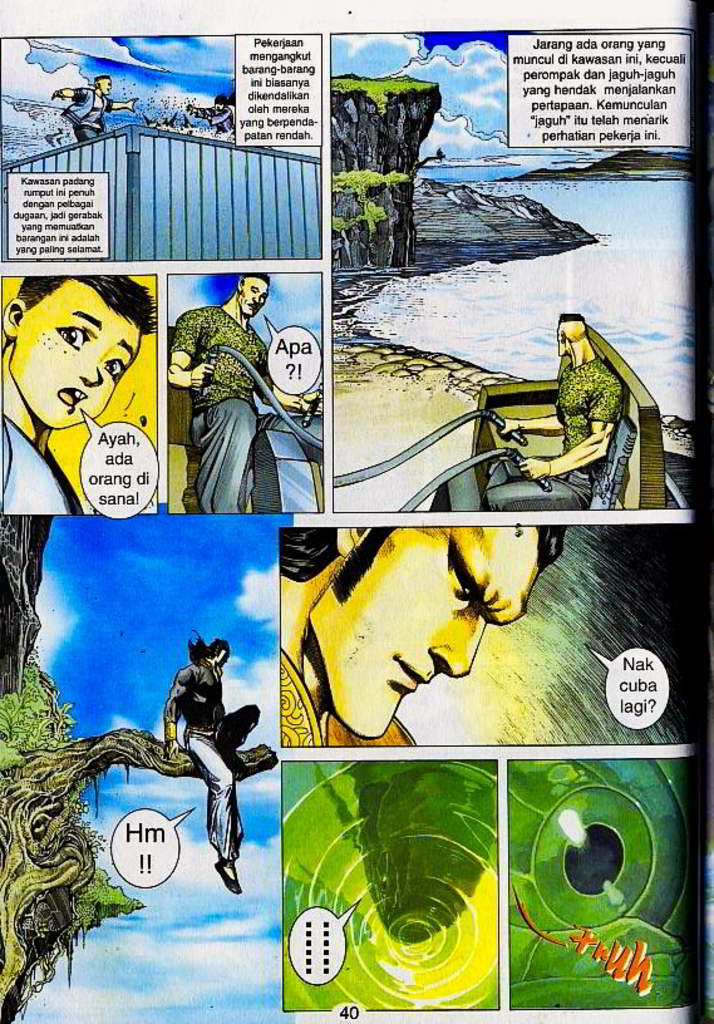 Pekerjaan
mengangkut
barang-barang
ini biasanya
dikendalikan
oleh mereka
yang berpenda-
patan rendah.
Kawasan padang
rumput ini penuh
dengan pelbagai
dugaan, jadi gerabak
yang memuatkan
barangan ini adalah
yang paling selamat.
Jarang ada orang yang
muncul di kawasan ini, kecuali
perompak dan jaguh-jaguh
yang hendak menjalankan
pertapaan. Kemunculan
"jaguh" itu telah menarik
perhatian pekerja ini.
Ayah,
ada
orang di
sana!
Apa
?!
Hm
!!
Nak
cuba
lagi?
40